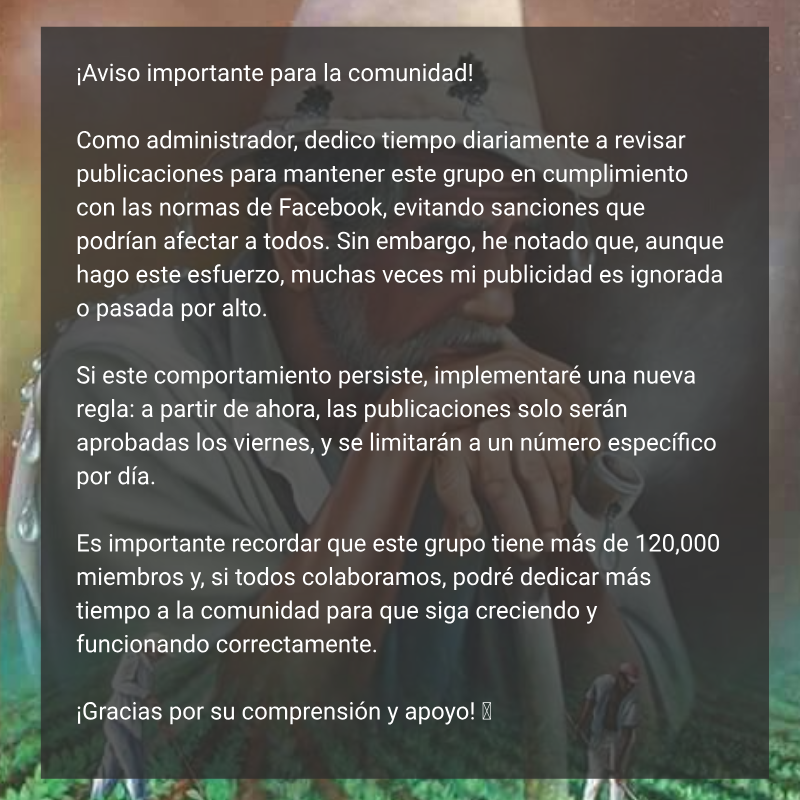 ¡Aviso importante para la comunidad!
Como administrador, dedico tiempo diariamente a revisar
publicaciones para mantener este grupo en cumplimiento
con las normas de Facebook, evitando sanciones que
podrían afectar a todos. Sin embargo, he notado que, aunque
hago este esfuerzo, muchas veces mi publicidad es ignorada
o pasada por alto.
Si este comportamiento persiste, implementaré una nueva
regla: a partir de ahora, las publicaciones solo serán
aprobadas los viernes, y se limitarán a un número específico
por día.
Es importante recordar que este grupo tiene más de 120,000
miembros y, si todos colaboramos, podré dedicar más
tiempo a la comunidad para que siga creciendo y
funcionando correctamente.
¡Gracias por su comprensión y apoyo!